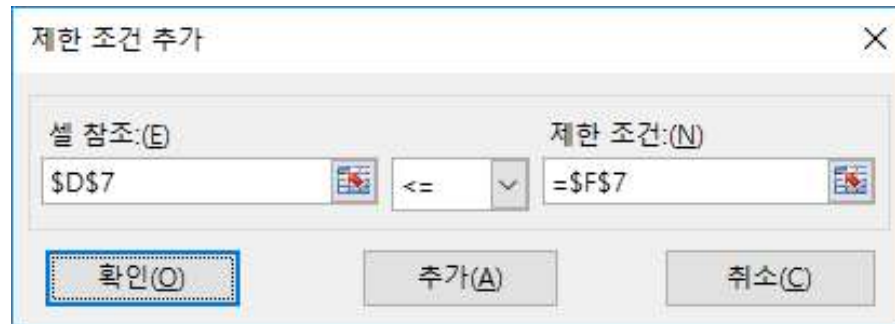 제한 조건 추가
셀 참조:(E) 제한 조건:(N)
$D$7 <= =$F$7
확인(O) 추가(A) 취소(C)